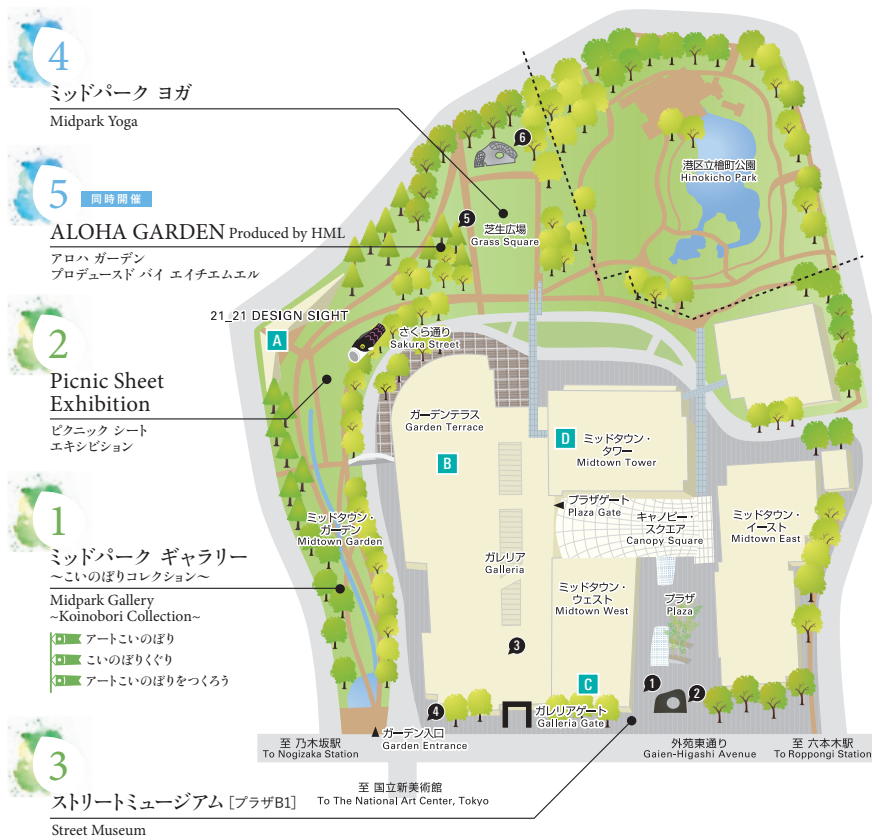 4
ミッドパーク ヨガ
Midpark Yoga
5 同時開催
ALOHA GARDEN Produced by HML
アロハ ガーデン
プロデュースド バイ エイチエムエル
2
Picnic Sheet
Exhibition
ピクニック シート
エキシビション
1
ミッドパーク ギャラリー
～こいのぼりコレクション～
Midpark Gallery
~Koinobori Collection~
アートこいのぼり
こいのぼりくぐり
アートこいのぼりをつくろう
3
ストリートミュージアム [プラザB1]
Street Museum
6
港区立檜町公園
Hinokicho Park
5
芝生広場
Grass Square
21_21 DESIGN SIGHT
A
さくら通り
Sakura Street
ガーデンテラス
Garden Terrace
B
D
ミッドタウン・
タワー
Midtown Tower
プラザゲート
Plaza Gate
キャノピー・
スクエア
Canopy Square
ミッドタウン・
イースト
Midtown East
ミッドタウン・
ガーデン
Midtown Garden
ガレリア
Galleria
ミッドタウン・
ウェスト
Midtown West
プラザ
Plaza
3
C
1
2
4
ガレリアゲート
Galleria Gate
ガーデン入口
Garden Entrance
至 乃木坂駅
To Nogizaka Station
外苑東通り
Gaien-Higashi Avenue
至 六本木駅
To Roppongi Station
至 国立新美術館
To The National Art Center, Tokyo